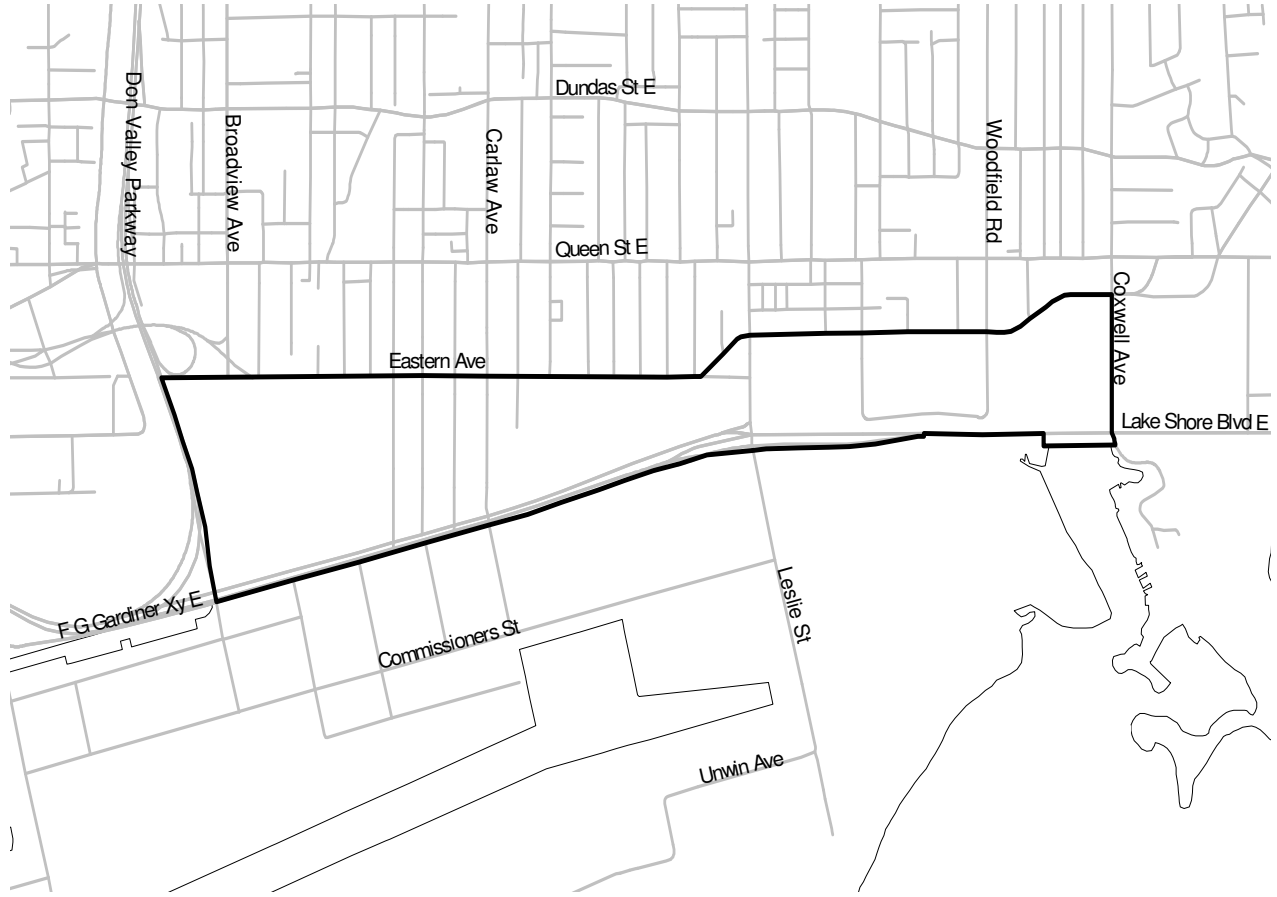 Dundas St E
Don Valley Parkway
Broadview Ave
Carlaw Ave
Woodfield Rd
Queen St E
Coxwell Ave
Eastern Ave
Lake Shore Blvd E
F G Gardiner Xy E
Commissioners St
Leslie St
Unwin Ave